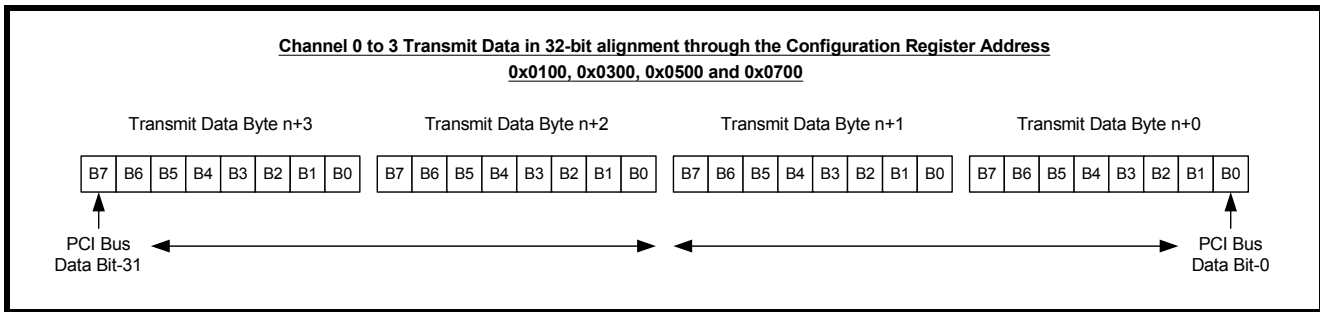 Channel 0 to 3 Transmit Data in 32-bit alignment through the Configuration Register Address
0x0100, 0x0300, 0x0500 and 0x0700
Transmit Data Byte n+3 Transmit Data Byte n+2 Transmit Data Byte n+1 Transmit Data Byte n+0
B7 B6 B5 B4 B3 B2 B1 B0 B7 B6 B5 B4 B3 B2 B1 B0 B7 B6 B5 B4 B3 B2 B1 B0 B7 B6 B5 B4 B3 B2 B1 B0
PCI Bus PCI Bus
Data Bit-31 Data Bit-0